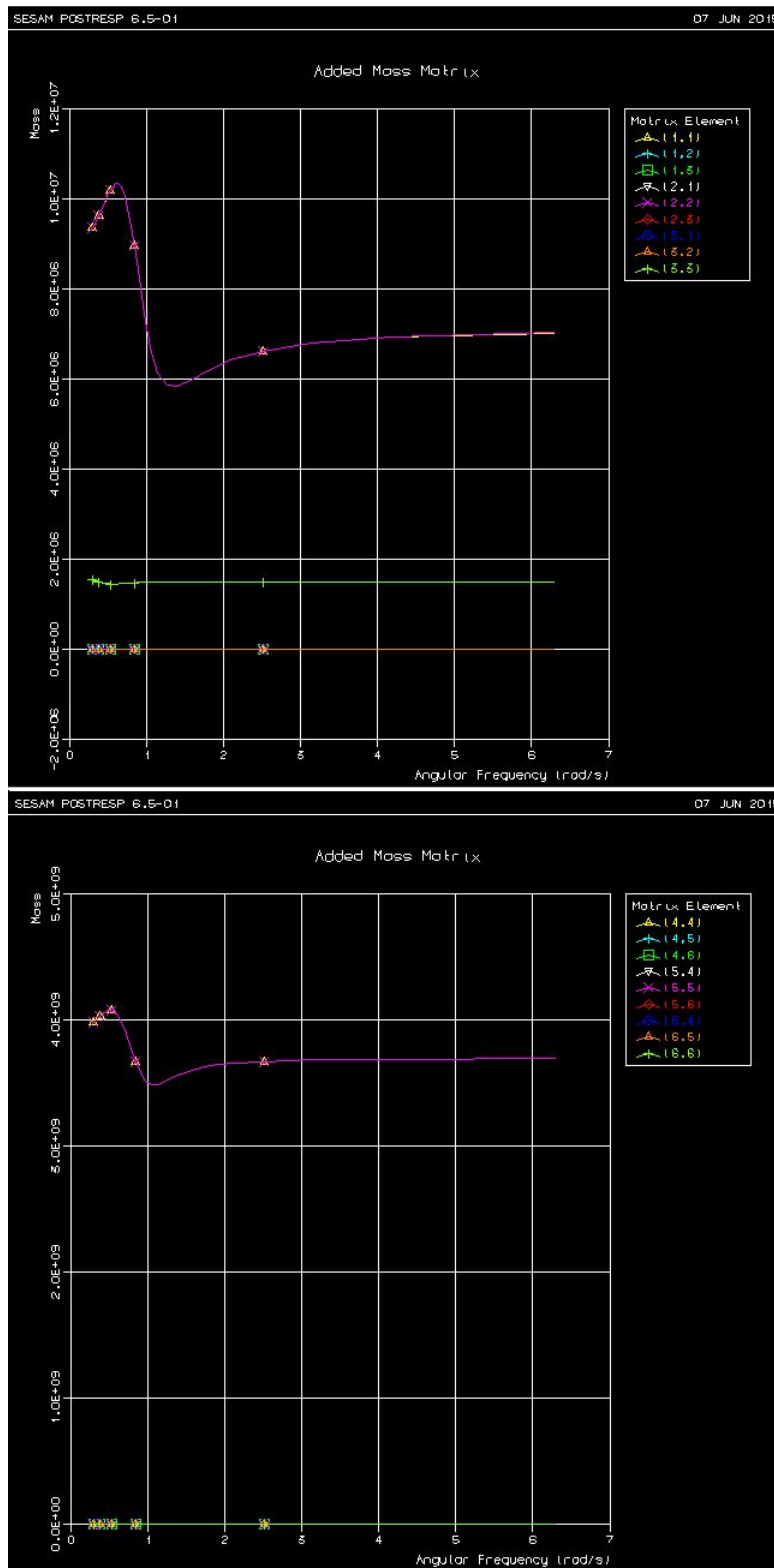 SESAM POSTRESP 6.5-01
07 JUN 201
Added Mass Matrix
Mass
1.2E+07
1.0E+07
8.0E+06
6.0E+06
4.0E+06
2.0E+06
0.0E+00
-2.0E+06
0 1 2 3 4 5 6 7
Angular Frequency (rad/s)
Matrix Element
(1.1)
(1,2)
(1.3)
(2.1)
(2.2)
(2.3)
(3.1)
(3.2)
(3.3)
SESAM POSTRESP 6.5-01
07 JUN 201
Added Mass Matrix
Mass
5.0E+09
4.0E+09
3.0E+09
2.0E+09
1.0E+09
0.0E+00
0 1 2 3 4 5 6 7
Angular Frequency (rad/s)
Matrix Element
(4.4)
(4,5)
(4.6)
(5.4)
(5.5)
(5.6)
(6.4)
(6.5)
(6.6)